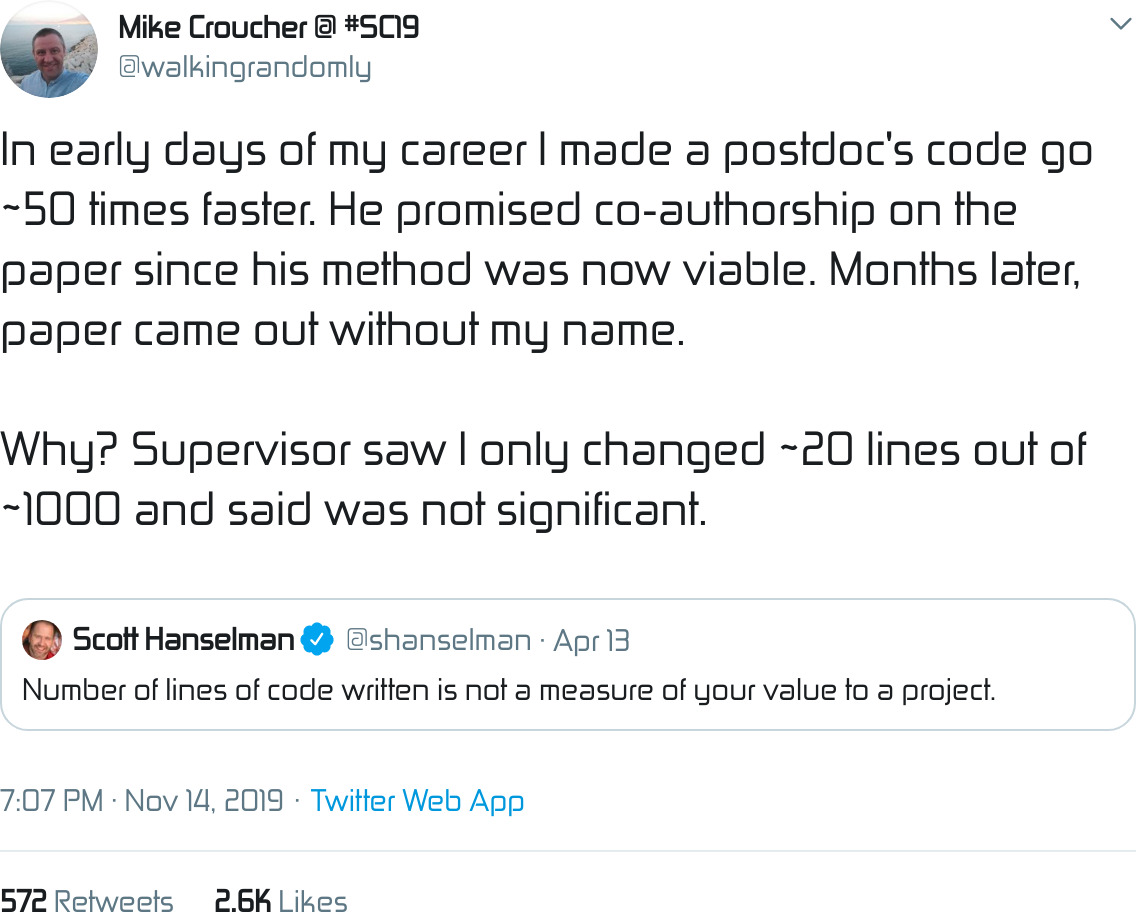 Mike Croucher @ #SC19
@walkingrandomly
In early days of my career I made a postdoc's code go
~50 times faster. He promised co-authorship on the
paper since his method was now viable. Months later,
paper came out without my name.
Why? Supervisor saw I only changed ~20 lines out of
~1000 and said was not significant.
Scott Hanselman @shanselman · Apr 13
Number of lines of code written is not a measure of your value to a project.
7:07 PM · Nov 14, 2019 · Twitter Web App
572 Retweets 2.6K Likes